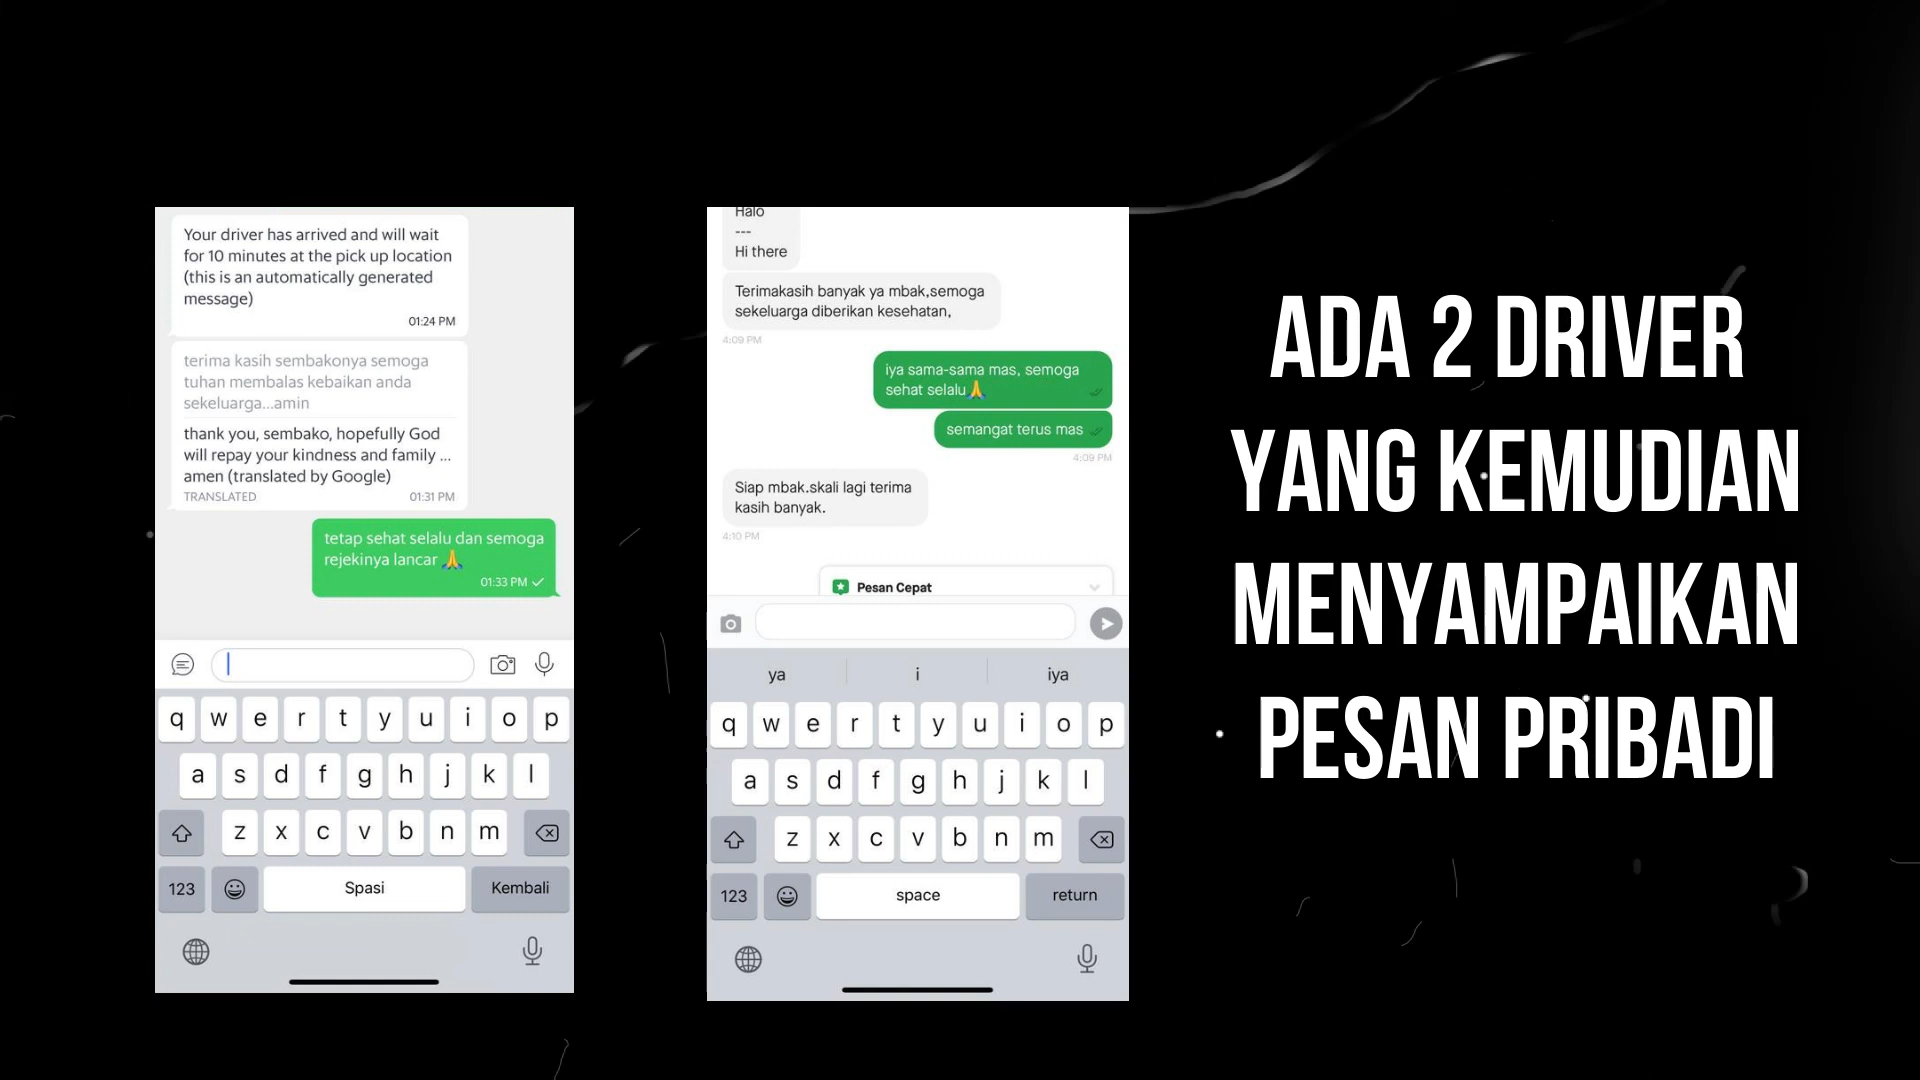 Your driver has arrived and will wait
for 10 minutes at the pick up location
(this is an automatically generated
message)
01:24 PM
terima kasih sembakonya semoga
tuhan membalas kebaikan anda
sekeluarga...amin
thank you, sembako, hopefully God
will repay your kindness and family ...
amen (translated by Google)
TRANSLATED 01:31 PM
tetap sehat selalu dan semoga
rejekinya lancar 🙏
01:33 PM
q w e r t y u i o p
a s d f g h j k l
z x c v b n m
123 Spasi Kembali
Halo
---
Hi there
Terimakasih banyak ya mbak,semoga
sekeluarga diberikan kesehatan,
4:09 PM
iya sama-sama mas, semoga
sehat selalu🙏
semangat terus mas
4:09 PM
Siap mbak.skali lagi terima
kasih banyak.
4:10 PM
Pesan Cepat
ya i iya
q w e r t y u i o p
a s d f g h j k l
z x c v b n m
123 space return
ADA 2 DRIVER
YANG KEMUDIAN
MENYAMPAIKAN
PESAN PRIBADI